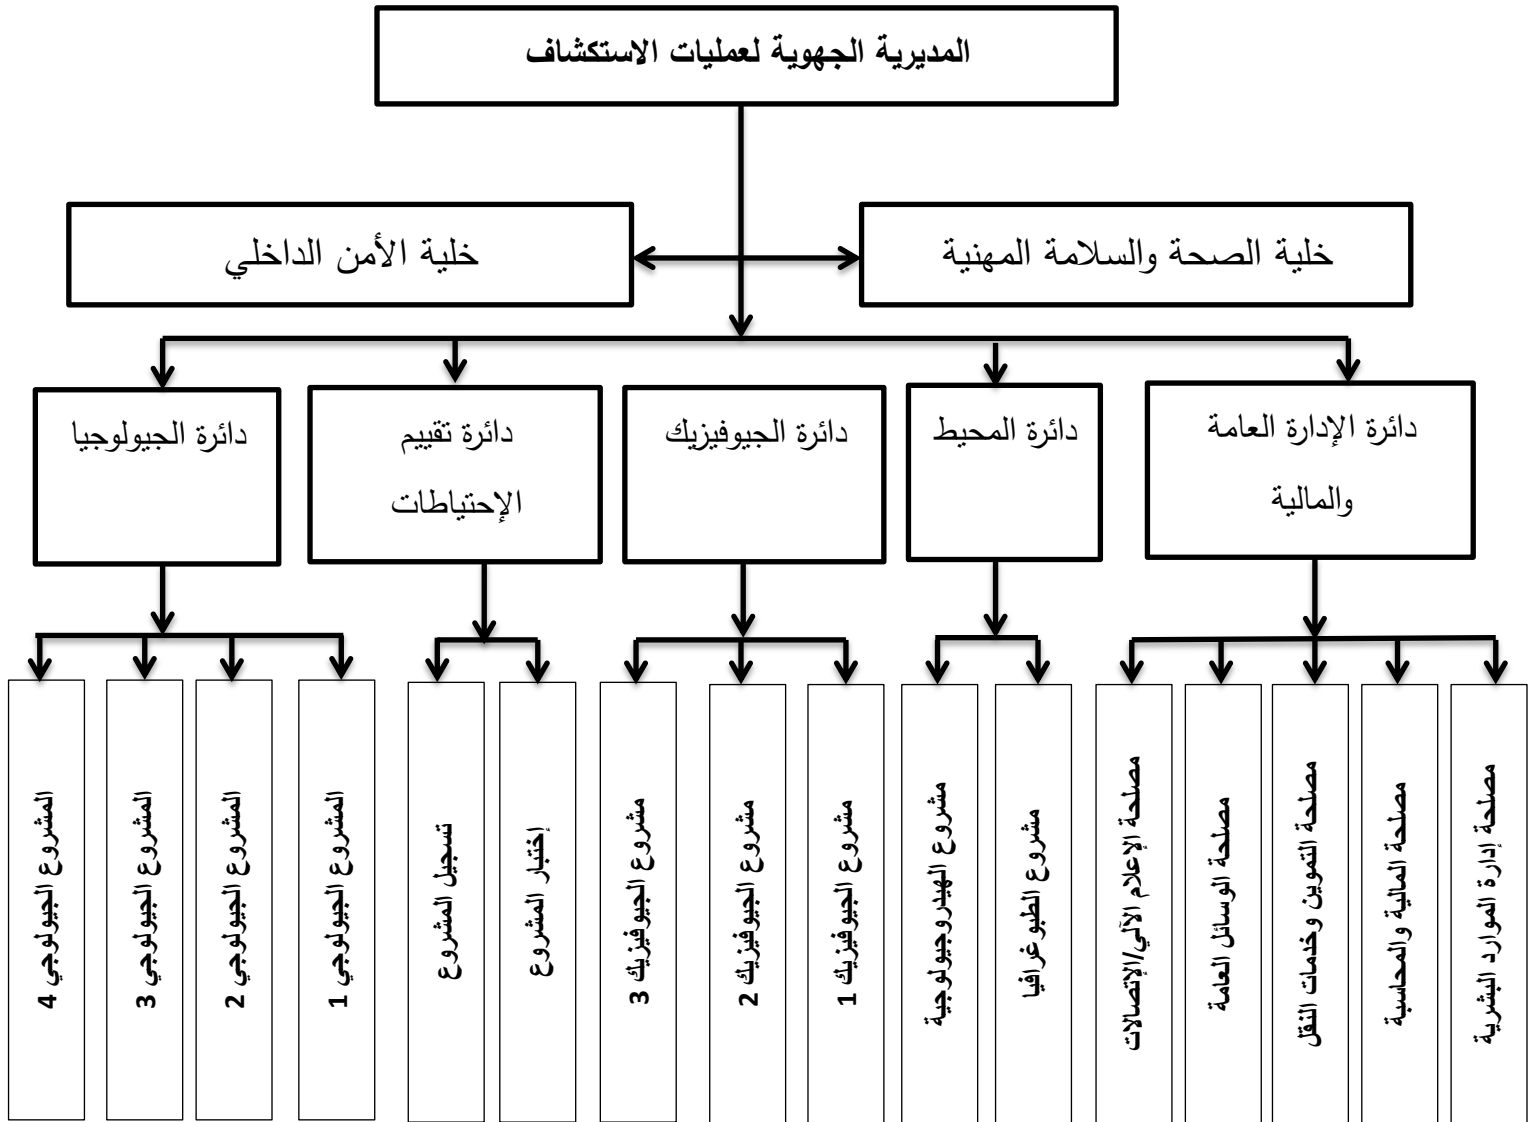 المديرية الجهوية لعمليات الاستكشاف
خلية الصحة والسلامة المهنية
خلية الأمن الداخلي
دائرة الإدارة العامة
والمالية
دائرة المحيط
دائرة الجيوفيزيك
دائرة تقييم
الإحتياطات
دائرة الجيولوجيا
مصلحة إدارة الموارد البشرية
مصلحة المالية والمحاسبة
مصلحة التموين وخدمات النقل
مصلحة الوسائل العامة
مصلحة الإعلام الآلي/الإتصالات
مشروع الطبوغرافيا
مشروع الهيدروجيولوجية
مشروع الجيوفيزيك 1
مشروع الجيوفيزيك 2
مشروع الجيوفيزيك 3
إختبار المشروع
تسجيل المشروع
المشروع الجيولوجي 1
المشروع الجيولوجي 2
المشروع الجيولوجي 3
المشروع الجيولوجي 4